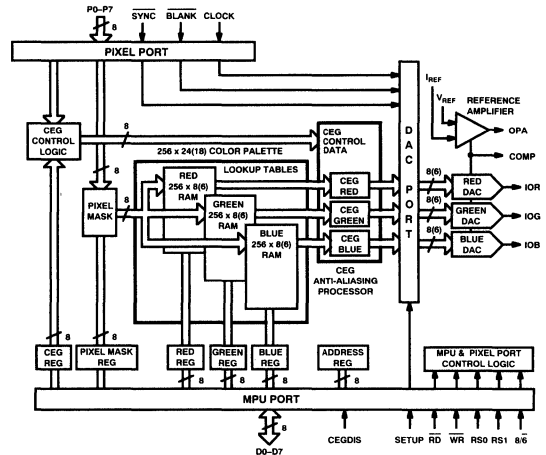 P0–P7
SYNC
BLANK
CLOCK
8
PIXEL PORT
IREF
VREF
REFERENCE AMPLIFIER
OPA
COMP
CEG CONTROL LOGIC
8
256 x 24(18) COLOR PALETTE
CEG CONTROL DATA
DAC PORT
8
LOOKUP TABLES
RED 256 x 8(6) RAM
CEG RED
8(6)
RED DAC
IOR
PIXEL MASK
8
GREEN 256 x 8(6) RAM
CEG GREEN
8(6)
GREEN DAC
IOG
BLUE 256 x 8(6) RAM
CEG BLUE
8(6)
BLUE DAC
IOB
CEG ANTI-ALIASING PROCESSOR
8
8
CEG REG
PIXEL MASK REG
RED REG
GREEN REG
BLUE REG
ADDRESS REG
MPU & PIXEL PORT CONTROL LOGIC
8
8
8
8
MPU PORT
8
D0–D7
CEGDIS
SETUP
RD
WR
RS0
RS1
8/6